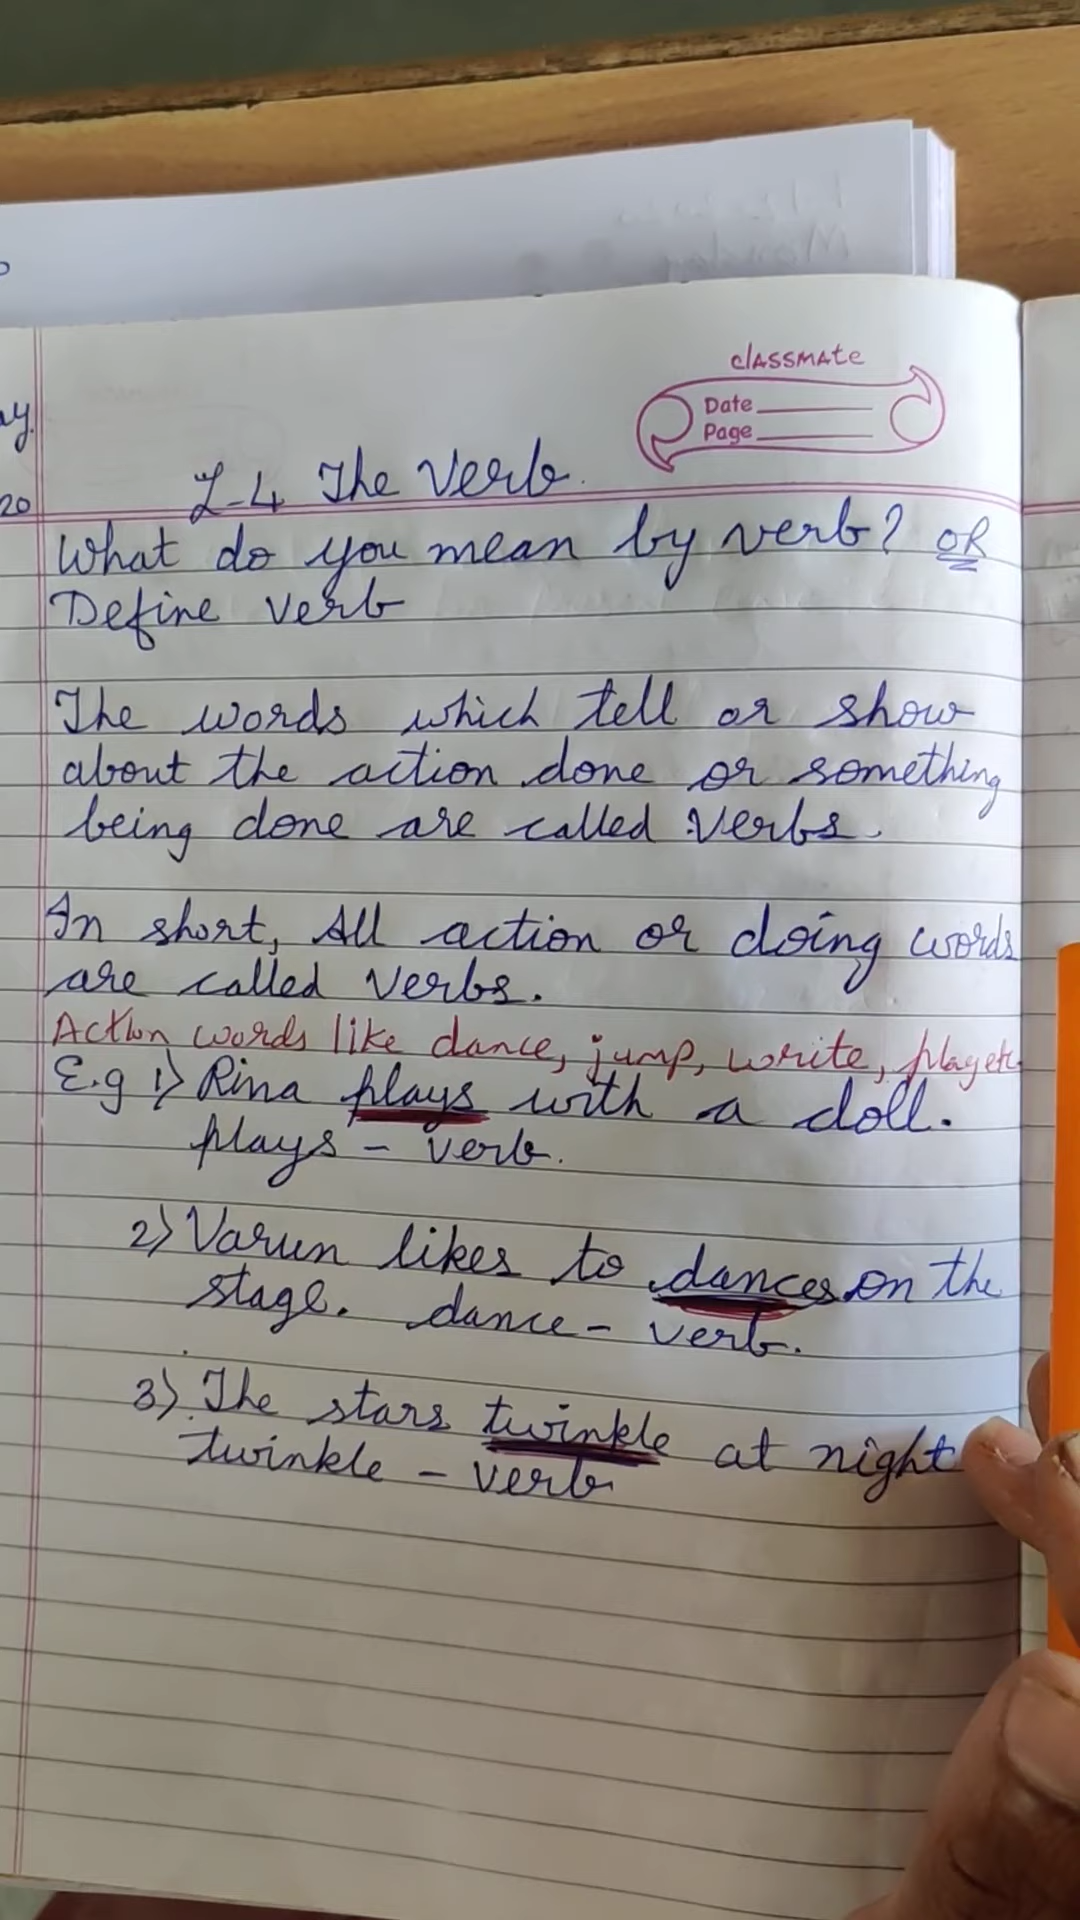 classmate
Date
Page
20
L-4 The Verb.
What do you mean by verb? OR
Define verb
The words which tell or show
about the action done or something
being done are called verbs.
In short, All action or doing words
are called verbs.
Action words like dance, jump, write, play etc
E.g 1) Rina plays with a doll.
plays - verb.
2) Varun likes to dances on the
stage. dance - verb.
3) The stars twinkle at night
twinkle - verb